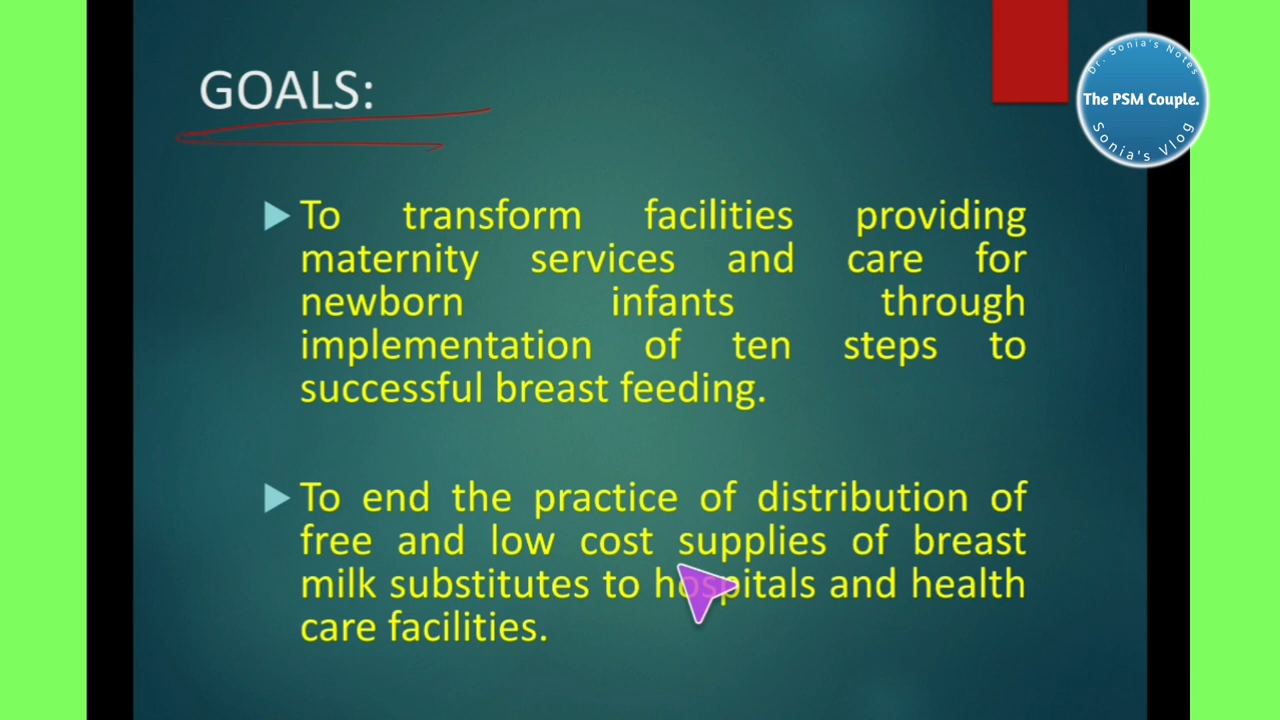 GOALS:
Dr. Sonia's Notes
The PSM Couple.
Sonia's Vlog
To transform facilities providing
maternity services and care for
newborn infants through
implementation of ten steps to
successful breast feeding.
To end the practice of distribution of
free and low cost supplies of breast
milk substitutes to hospitals and health
care facilities.